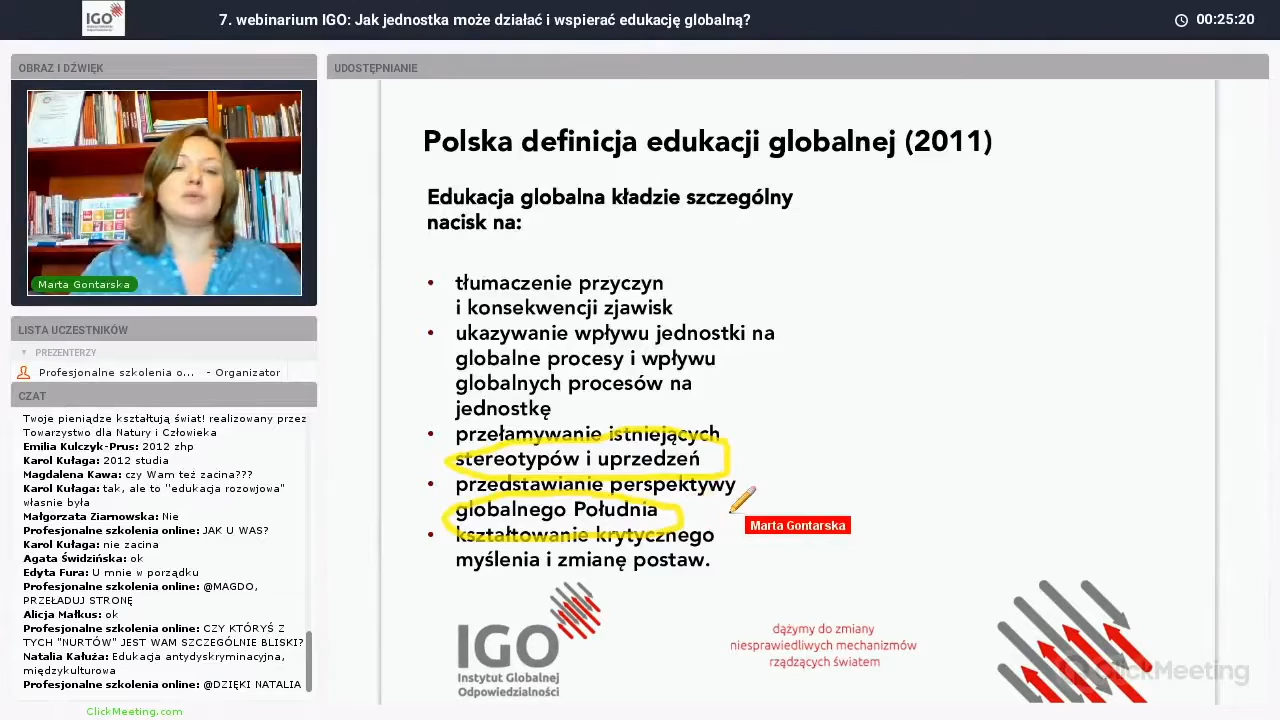 IGO
7. webinarium IGO: Jak jednostka może działać i wspierać edukację globalną?
00:25:20
OBRAZ I DŹWIĘK
Marta Gontarska
LISTA UCZESTNIKÓW
PREZENTERZY
Profesjonalne szkolenia o... - Organizator
CZAT
Twoje pieniądze kształtują świat! realizowany przez
Towarzystwo dla Natury i Człowieka
Emilia Kulczyk-Prus: 2012 zhp
Karol Kułaga: 2012 studia
Magdalena Kawa: czy Wam też zacina???
Karol Kułaga: tak, ale to "edukacja rozowjowa"
własnie była
Małgorzata Ziarnowska: Nie
Profesjonalne szkolenia online: JAK U WAS?
Karol Kułaga: nie zacina
Agata Świdzińska: ok
Edyta Fura: U mnie w porządku
Profesjonalne szkolenia online: @MAGDO,
PRZEŁADUJ STRONĘ
Alicja Małkus: ok
Profesjonalne szkolenia online: CZY KTÓRYŚ Z
TYCH "NURTÓW" JEST WAM SZCZEGÓLNIE BLISKI?
Natalia Kałuża: Edukacja antydyskryminacyjna,
międzykulturowa
Profesjonalne szkolenia online: @DZIĘKI NATALIA
ClickMeeting.com
UDOSTĘPNIANIE
Polska definicja edukacji globalnej (2011)
Edukacja globalna kładzie szczególny
nacisk na:
• tłumaczenie przyczyn
i konsekwencji zjawisk
• ukazywanie wpływu jednostki na
globalne procesy i wpływu
globalnych procesów na
jednostkę
• przełamywanie istniejących
stereotypów i uprzedzeń
• przedstawianie perspektywy
globalnego Południa
• kształtowanie krytycznego
myślenia i zmianę postaw.
Marta Gontarska
IGO
Instytut Globalnej
Odpowiedzialności
dążymy do zmiany
niesprawiedliwych mechanizmów
rządzących światem
ClickMeeting